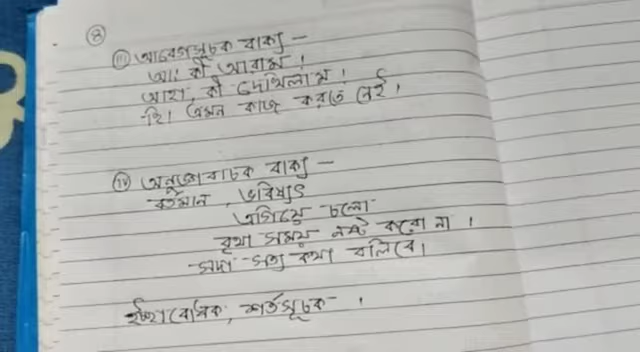 ৪
(iii) আবেগসূচক বাক্য –
আঃ কী আরাম !
আহা, কী দেখিলাম !
ছি। এমন কাজ করতে নেই।
(iv) অনুজ্ঞাবাচক বাক্য –
বর্তমান, ভবিষ্যৎ
এগিয়ে চলো
বৃথা সময় নষ্ট করো না।
সদা সত্য কথা বলিবে।
ইচ্ছাবোধক, শর্তসূচক ।